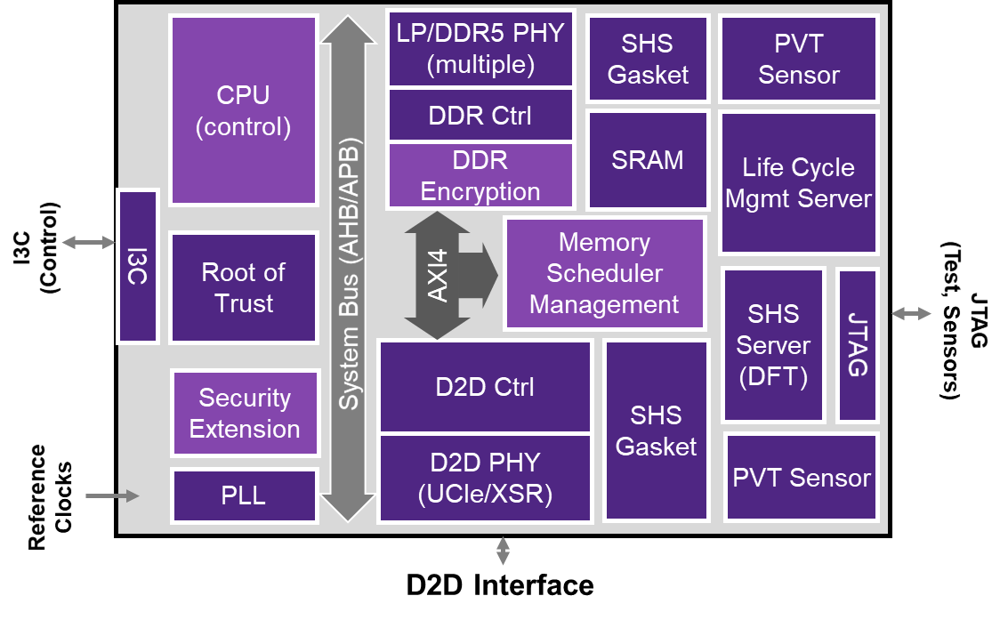 CPU
(control)
I3C
Root of
Trust
Security
Extension
PLL
System Bus (AHB/APB)
LP/DDR5 PHY
(multiple)
DDR Ctrl
DDR
Encryption
AXI4
Memory
Scheduler
Management
D2D Ctrl
D2D PHY
(UCIe/XSR)
SHS
Gasket
SRAM
SHS
Gasket
PVT
Sensor
Life Cycle
Mgmt Server
SHS
Server
(DFT)
JTAG
PVT Sensor
I3C
(Control)
Reference
Clocks
JTAG
(Test, Sensors)
D2D Interface